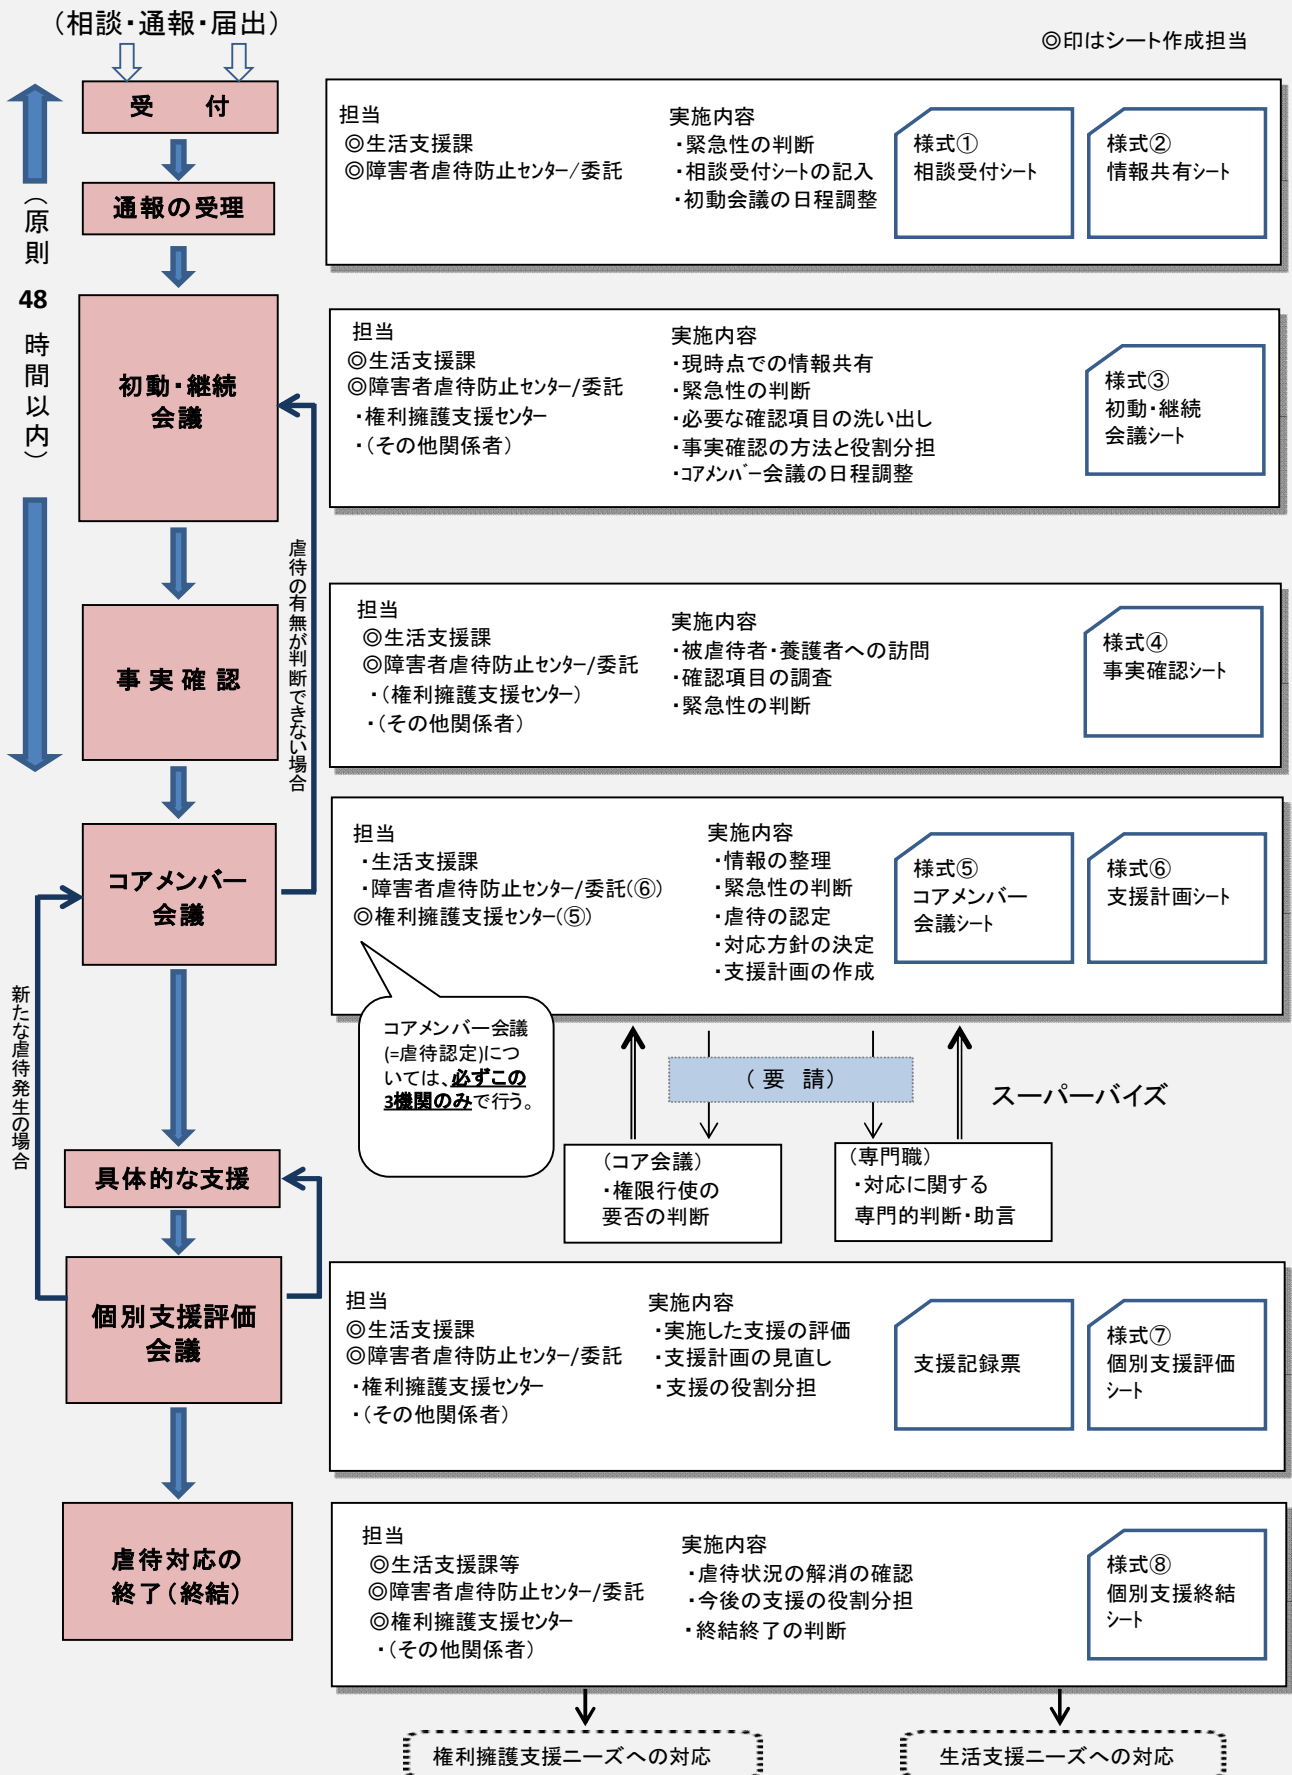 (相談・通報・届出)
◎印はシート作成担当
受　付
通報の受理
(原則 48 時間以内)
担当
◎生活支援課
◎障害者虐待防止センター/委託
実施内容
・緊急性の判断
・相談受付シートの記入
・初動会議の日程調整
様式①
相談受付シート
様式②
情報共有シート
初動・継続
会議
担当
◎生活支援課
◎障害者虐待防止センター/委託
・権利擁護支援センター
・(その他関係者)
実施内容
・現時点での情報共有
・緊急性の判断
・必要な確認項目の洗い出し
・事実確認の方法と役割分担
・コアメンバー会議の日程調整
様式③
初動・継続
会議シート
虐待の有無が判断できない場合
事実確認
担当
◎生活支援課
◎障害者虐待防止センター/委託
・(権利擁護支援センター)
・(その他関係者)
実施内容
・被虐待者・養護者への訪問
・確認項目の調査
・緊急性の判断
様式④
事実確認シート
コアメンバー
会議
担当
・生活支援課
・障害者虐待防止センター/委託(⑥)
◎権利擁護支援センター(⑤)
実施内容
・情報の整理
・緊急性の判断
・虐待の認定
・対応方針の決定
・支援計画の作成
様式⑤
コアメンバー
会議シート
様式⑥
支援計画シート
コアメンバー会議
(=虐待認定)につ
いては、必ずこの
3機関のみで行う。
(要　請)
スーパーバイズ
(コア会議)
・権限行使の
要否の判断
(専門職)
・対応に関する
専門的判断・助言
新たな虐待発生の場合
具体的な支援
個別支援評価
会議
担当
◎生活支援課
◎障害者虐待防止センター/委託
・権利擁護支援センター
・(その他関係者)
実施内容
・実施した支援の評価
・支援計画の見直し
・支援の役割分担
支援記録票
様式⑦
個別支援評価
シート
虐待対応の
終了(終結)
担当
◎生活支援課等
◎障害者虐待防止センター/委託
◎権利擁護支援センター
・(その他関係者)
実施内容
・虐待状況の解消の確認
・今後の支援の役割分担
・終結終了の判断
様式⑧
個別支援終結
シート
権利擁護支援ニーズへの対応
生活支援ニーズへの対応